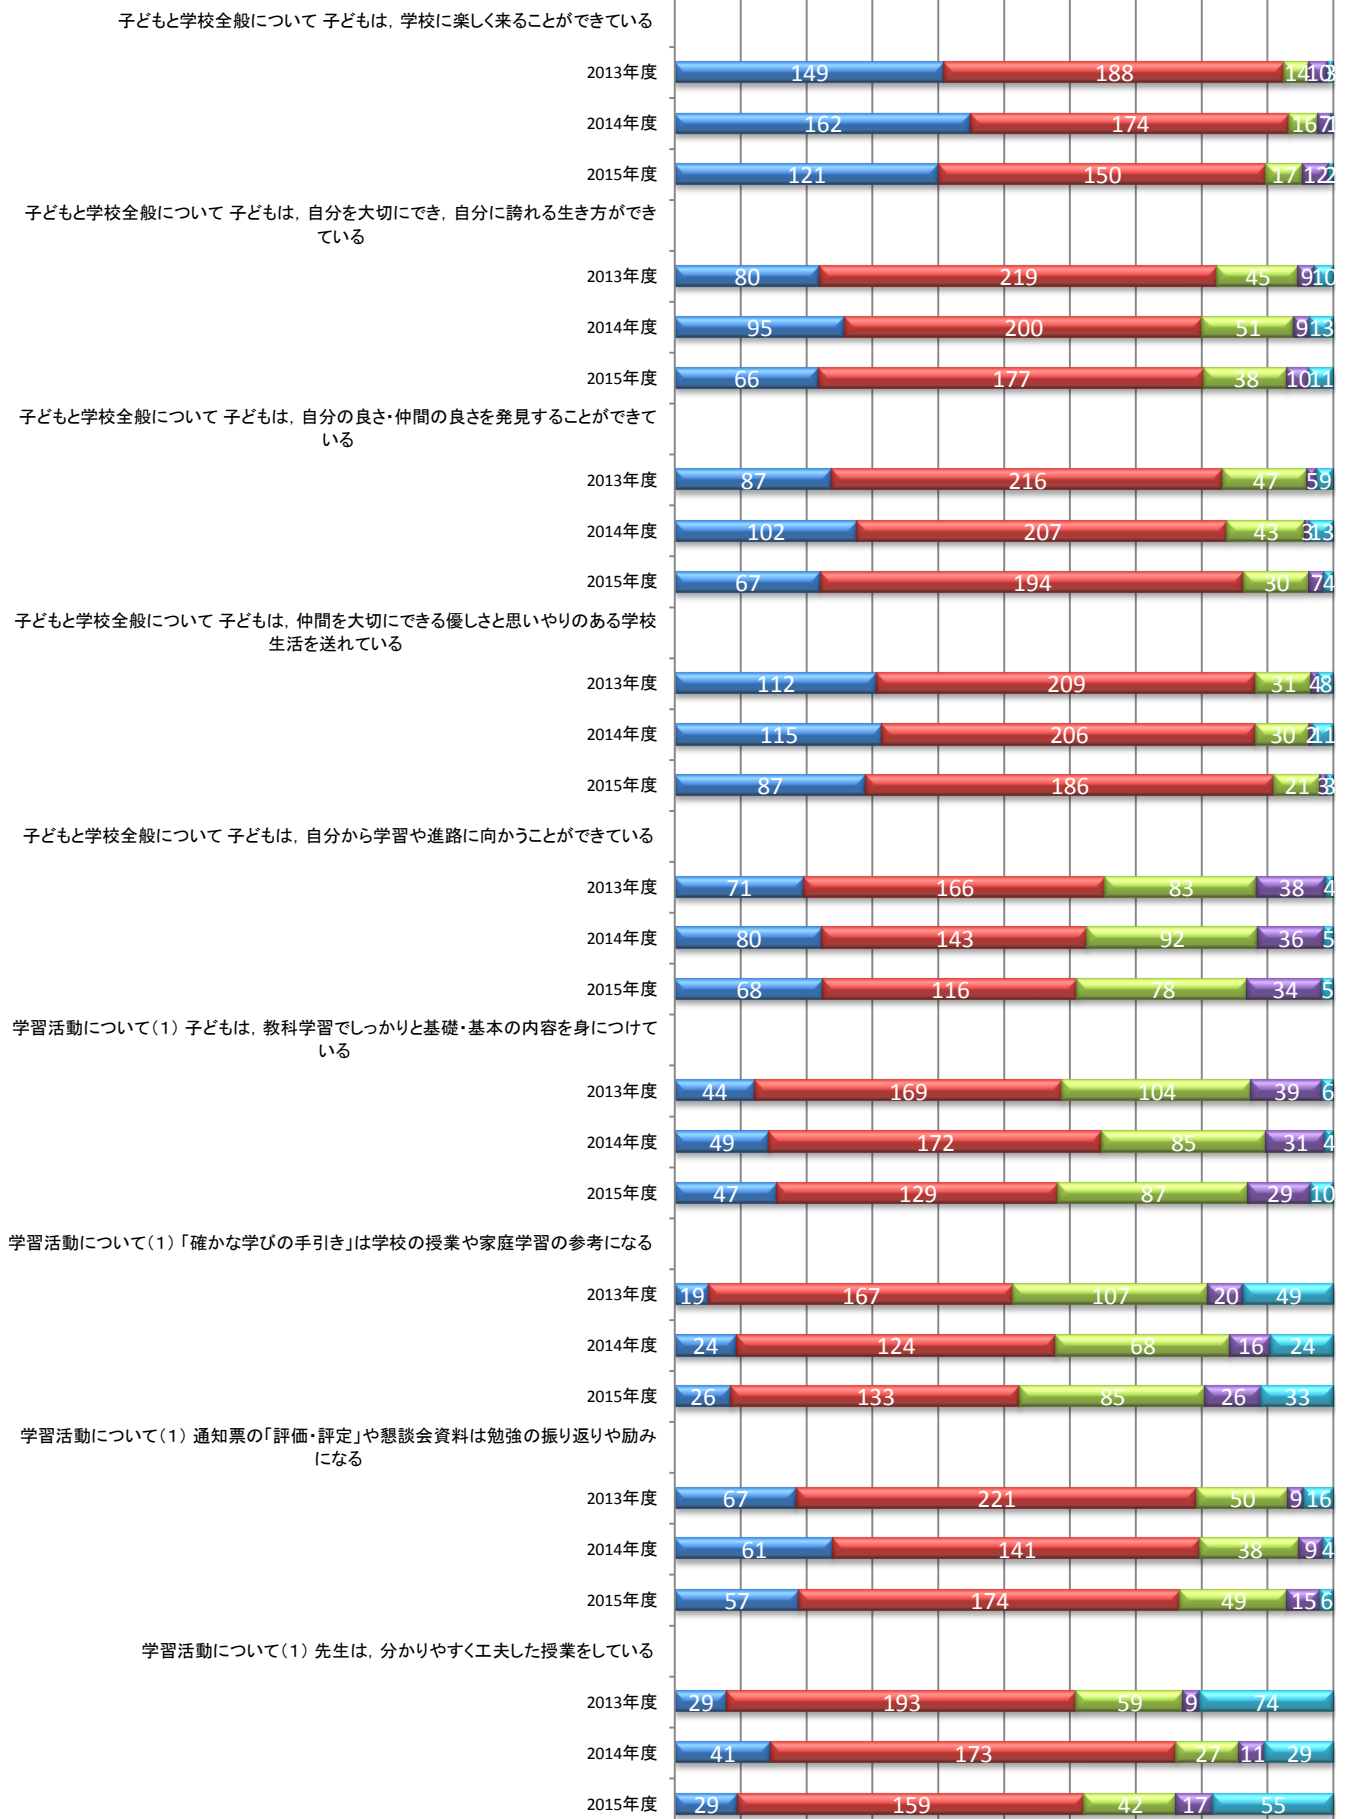 子どもと学校全般について 子どもは，学校に楽しく来ることができている
2013年度 149 188 14 10 3
2014年度 162 174 16 7 1
2015年度 121 150 17 12 2
子どもと学校全般について 子どもは，自分を大切にでき，自分に誇れる生き方ができ
ている
2013年度 80 219 45 9 10
2014年度 95 200 51 9 13
2015年度 66 177 38 10 11
子どもと学校全般について 子どもは，自分の良さ・仲間の良さを発見することができて
いる
2013年度 87 216 47 5 9
2014年度 102 207 43 3 13
2015年度 67 194 30 7 4
子どもと学校全般について 子どもは，仲間を大切にできる優しさと思いやりのある学校
生活を送れている
2013年度 112 209 31 4 8
2014年度 115 206 30 2 11
2015年度 87 186 21 3 3
子どもと学校全般について 子どもは，自分から学習や進路に向かうことができている
2013年度 71 166 83 38 4
2014年度 80 143 92 36 5
2015年度 68 116 78 34 5
学習活動について（１） 子どもは，教科学習でしっかりと基礎・基本の内容を身につけて
いる
2013年度 44 169 104 39 6
2014年度 49 172 85 31 4
2015年度 47 129 87 29 10
学習活動について（１） 「確かな学びの手引き」は学校の授業や家庭学習の参考になる
2013年度 19 167 107 20 49
2014年度 24 124 68 16 24
2015年度 26 133 85 26 33
学習活動について（１） 通知票の「評価・評定」や懇談会資料は勉強の振り返りや励み
になる
2013年度 67 221 50 9 16
2014年度 61 141 38 9 4
2015年度 57 174 49 15 6
学習活動について（１） 先生は，分かりやすく工夫した授業をしている
2013年度 29 193 59 9 74
2014年度 41 173 27 11 29
2015年度 29 159 42 17 55